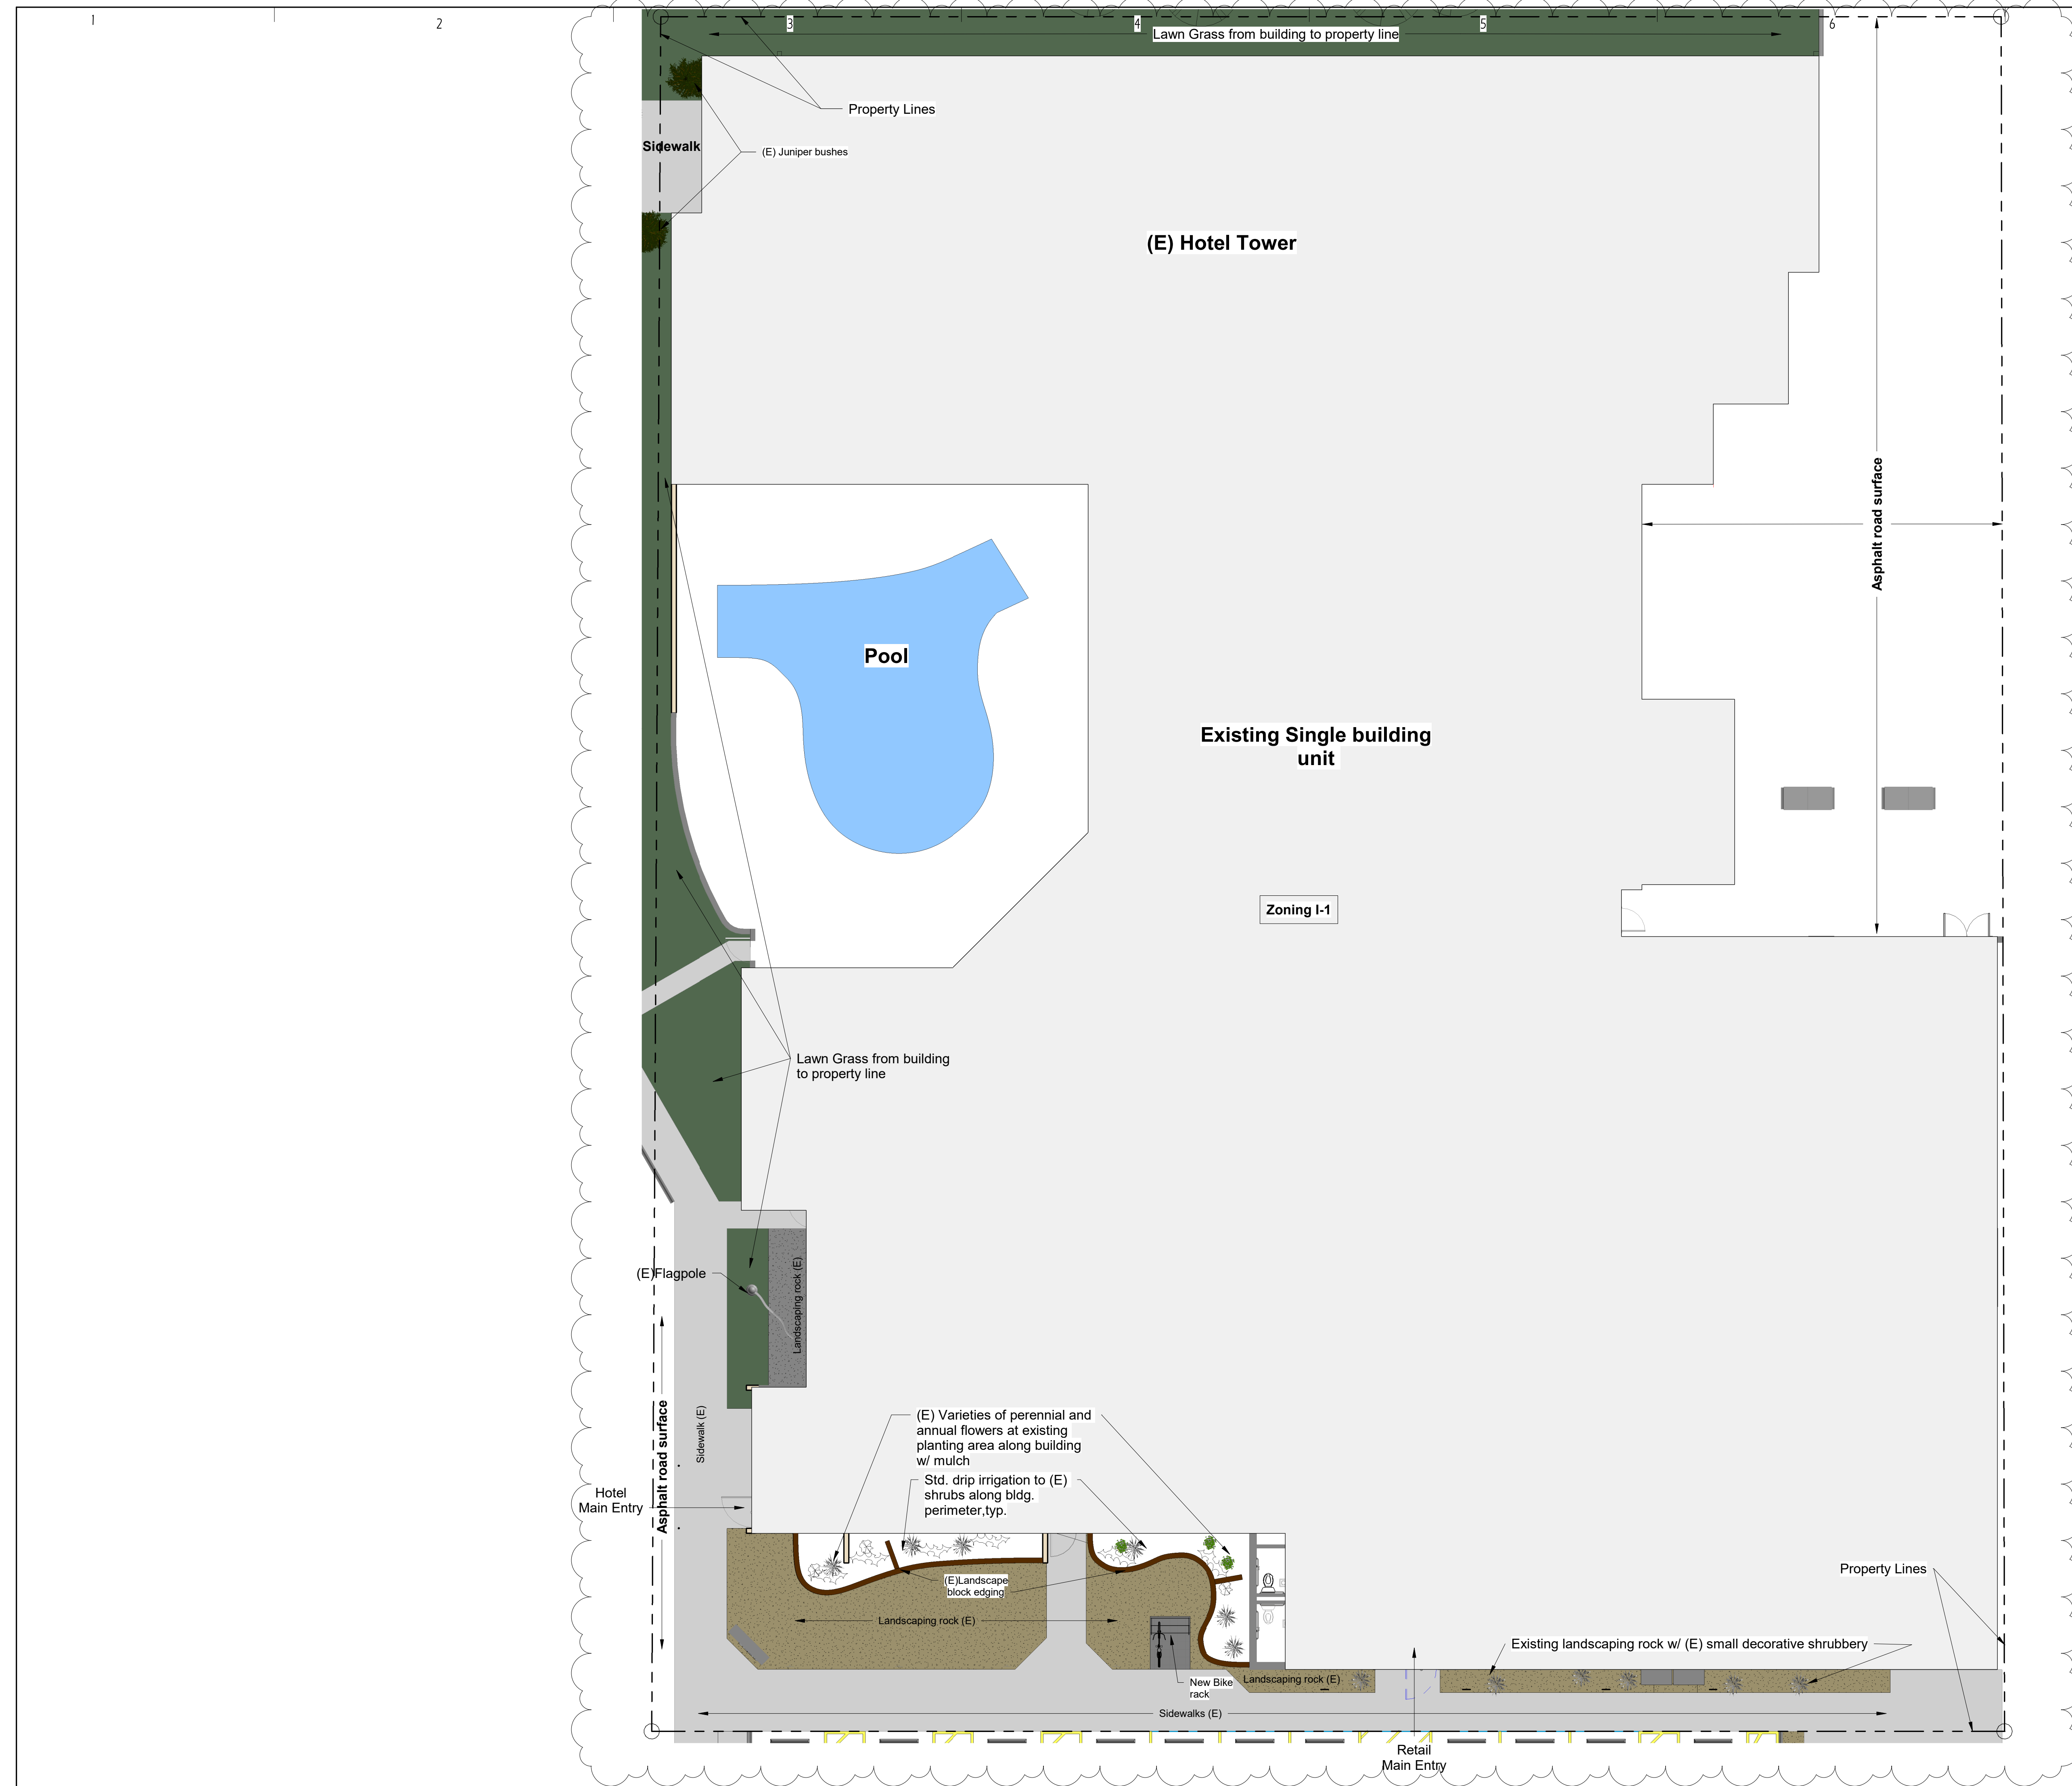 1
2
3
4
5
6
Lawn Grass from building to property line
Property Lines
Sidewalk
(E) Juniper bushes
(E) Hotel Tower
Asphalt road surface
Pool
Existing Single building
unit
Zoning I-1
Lawn Grass from building
to property line
(E)Flagpole
Landscaping rock (E)
Sidewalk (E)
Asphalt road surface
(E) Varieties of perennial and
annual flowers at existing
planting area along building
w/ mulch
Std. drip irrigation to (E)
shrubs along bldg.
perimeter,typ.
Hotel
Main Entry
(E)Landscape
block edging
Landscaping rock (E)
Property Lines
Existing landscaping rock w/ (E) small decorative shrubbery
Landscaping rock (E)
New Bike
rack
Sidewalks (E)
Retail
Main Entry